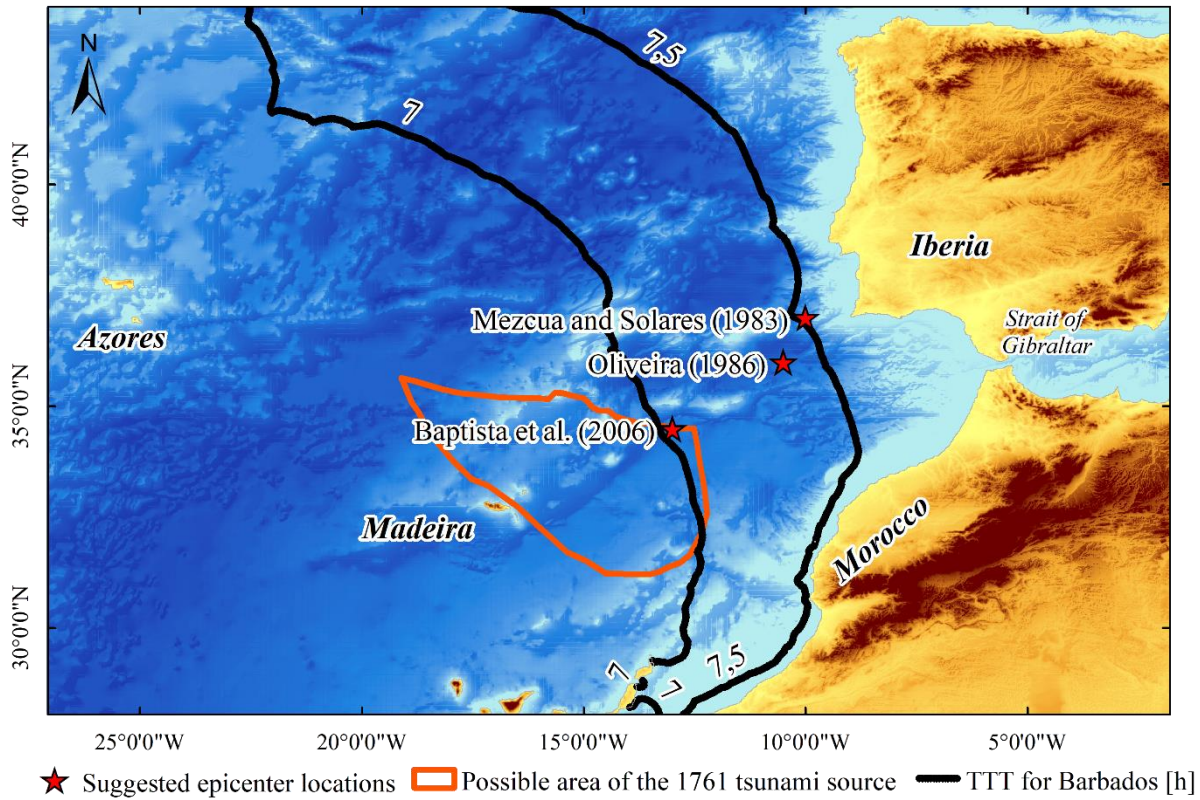 N
7,5
7
40°0'0"N
Iberia
Mezcua and Solares (1983)
Strait of
Gibraltar
Azores
Oliveira (1986)
35°0'0"N
Baptista et al. (2006)
Madeira
Morocco
30°0'0"N
7
7
7,5
25°0'0"W
20°0'0"W
15°0'0"W
10°0'0"W
5°0'0"W
Suggested epicenter locations
Possible area of the 1761 tsunami source
TTT for Barbados [h]